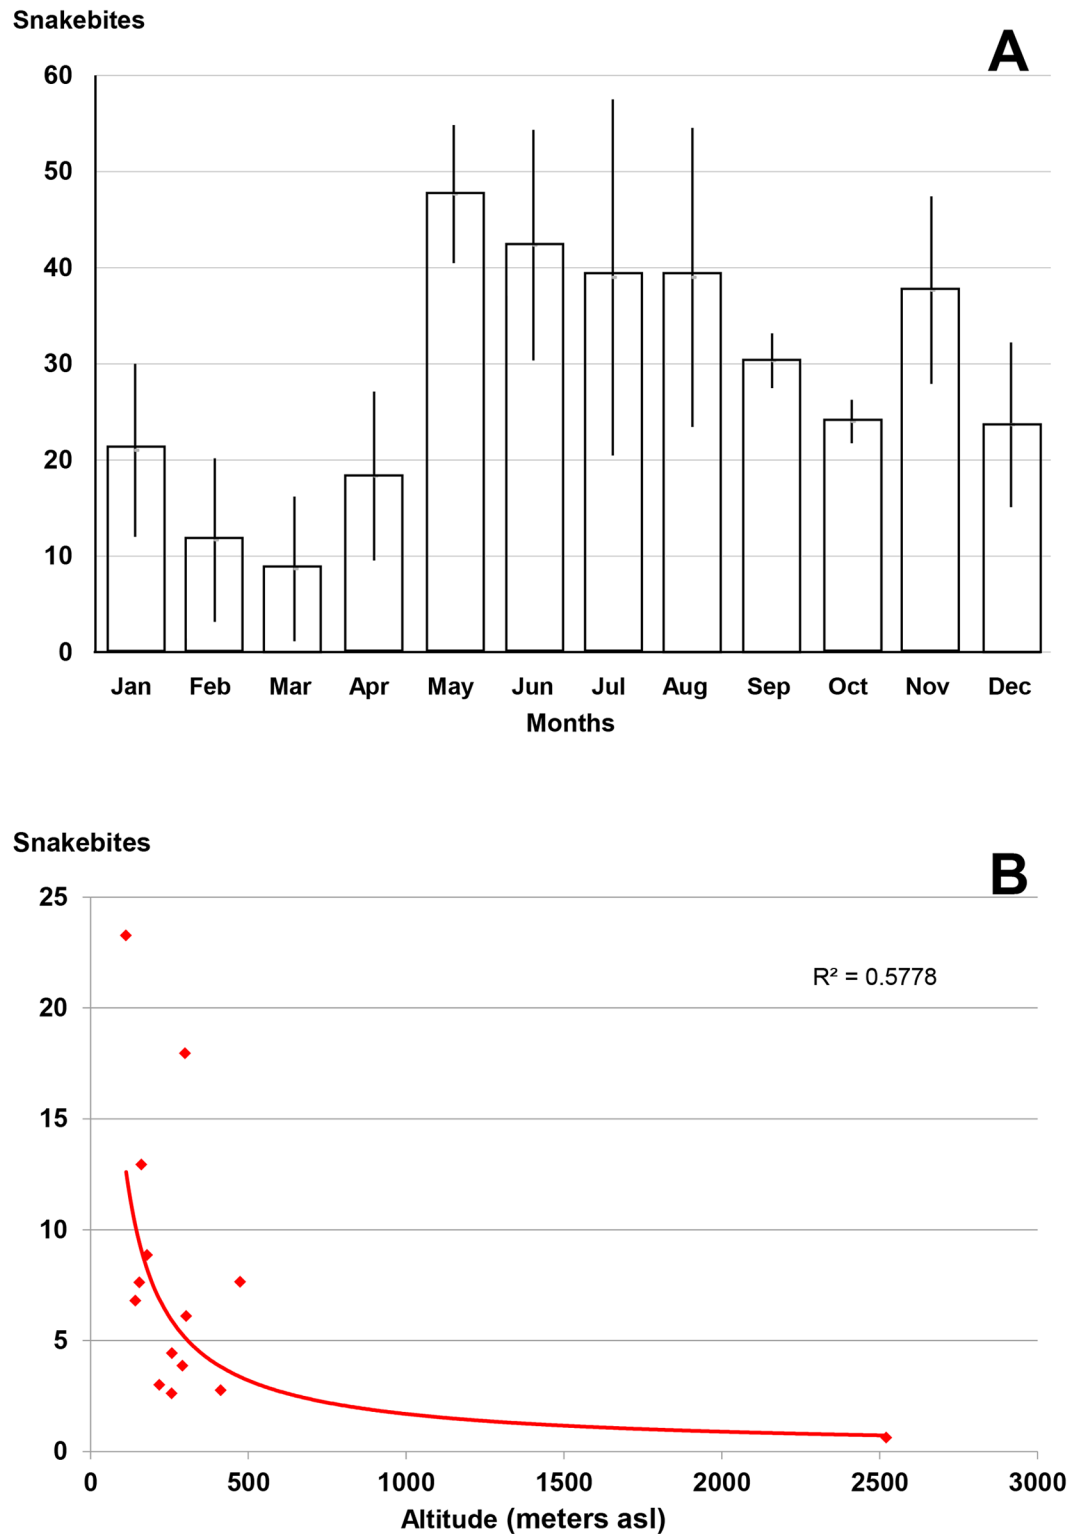 Snakebites
A
60
50
40
30
20
10
0
Jan Feb Mar Apr May Jun Jul Aug Sep Oct Nov Dec
Months
Snakebites
B
25
R² = 0.5778
20
15
10
5
0
0 500 1000 1500 2000 2500 3000
Altitude (meters asl)